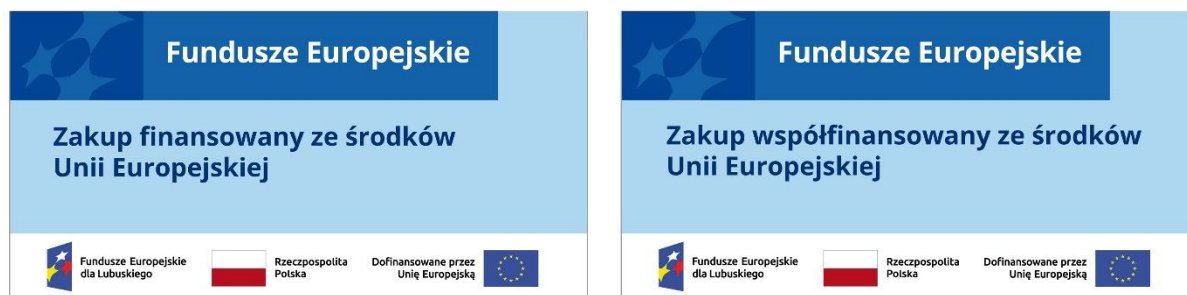 Fundusze Europejskie
Zakup finansowany ze środków
Unii Europejskiej
Fundusze Europejskie
dla Lubuskiego
Rzeczpospolita
Polska
Dofinansowane przez
Unię Europejską
Fundusze Europejskie
Zakup współfinansowany ze środków
Unii Europejskiej
Fundusze Europejskie
dla Lubuskiego
Rzeczpospolita
Polska
Dofinansowane przez
Unię Europejską